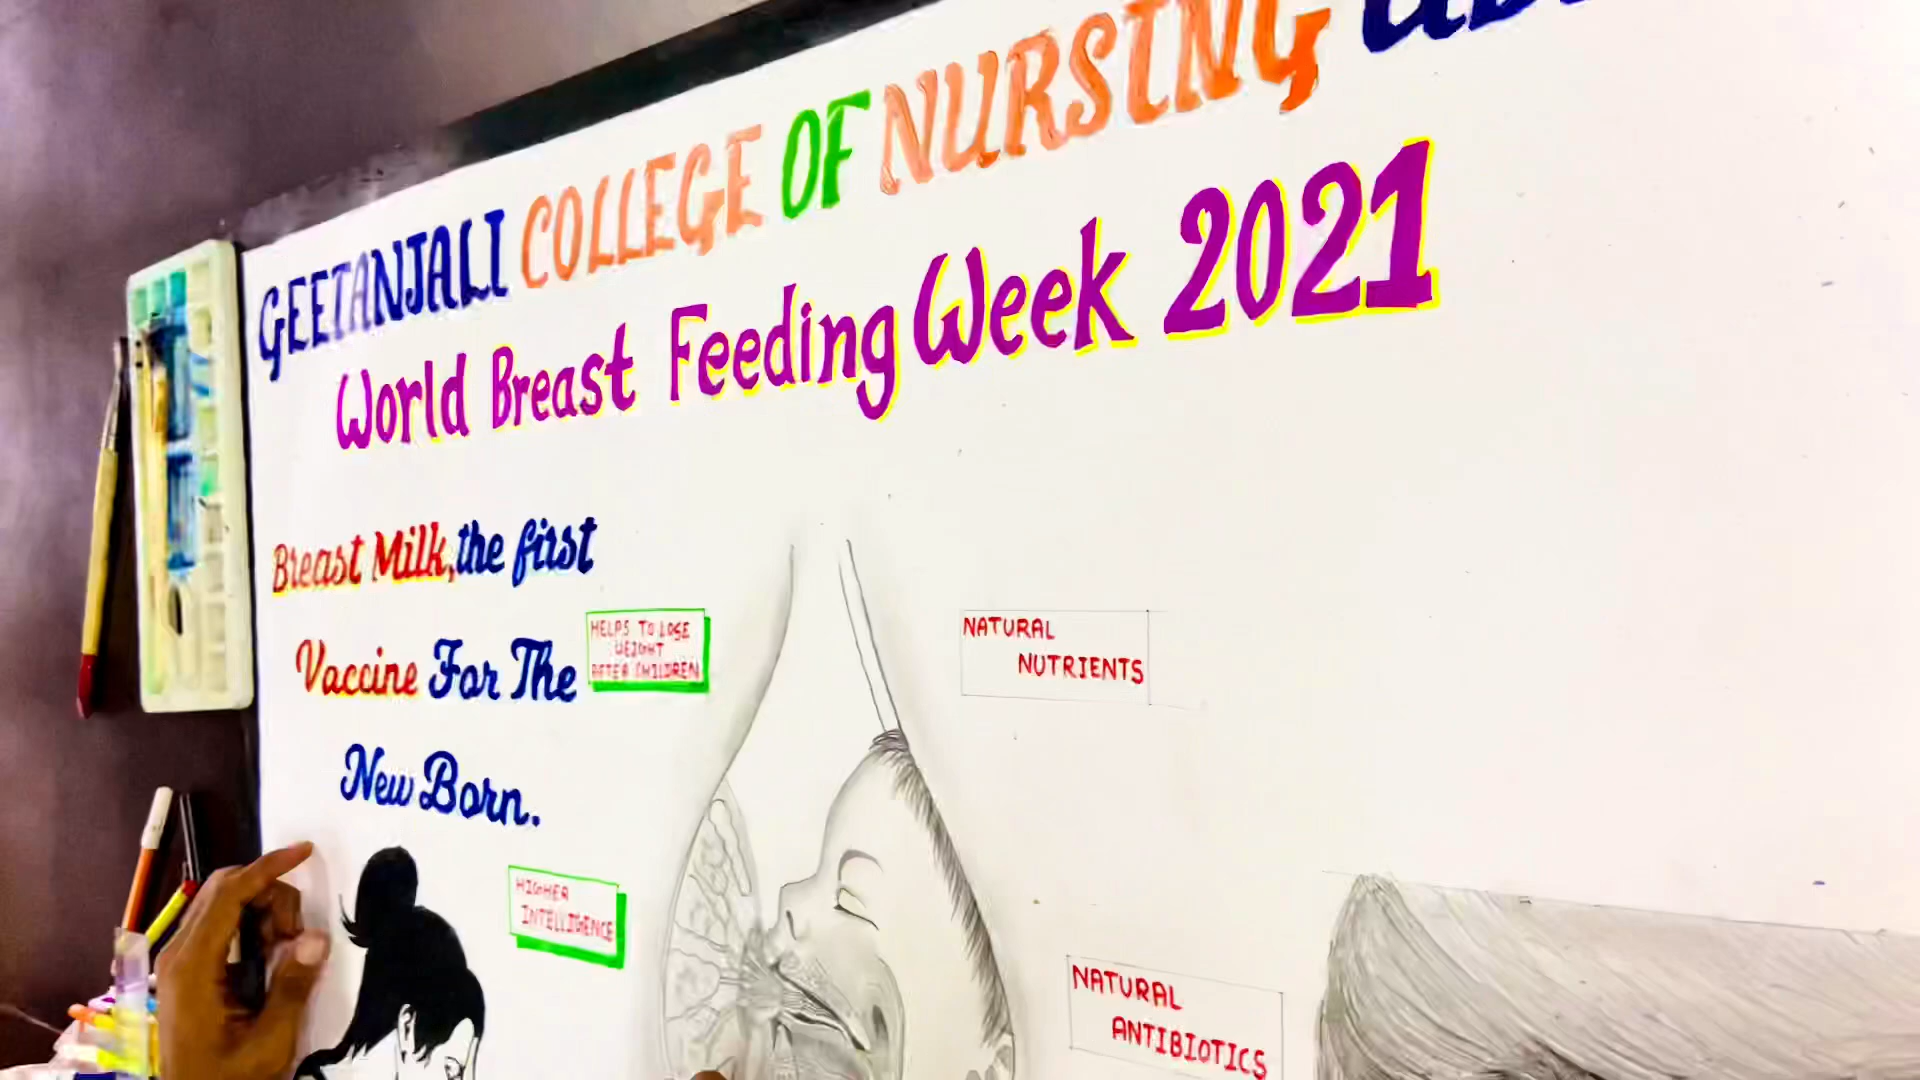 GEETANJALI COLLEGE OF NURSING
World Breast Feeding Week 2021
Breast Milk, the first
Vaccine For The
New Born.
HELPS TO LOSE
WEIGHT
AFTER CHILDREN
NATURAL
NUTRIENTS
HIGHER
INTELLIGENCE
NATURAL
ANTIBIOTICS